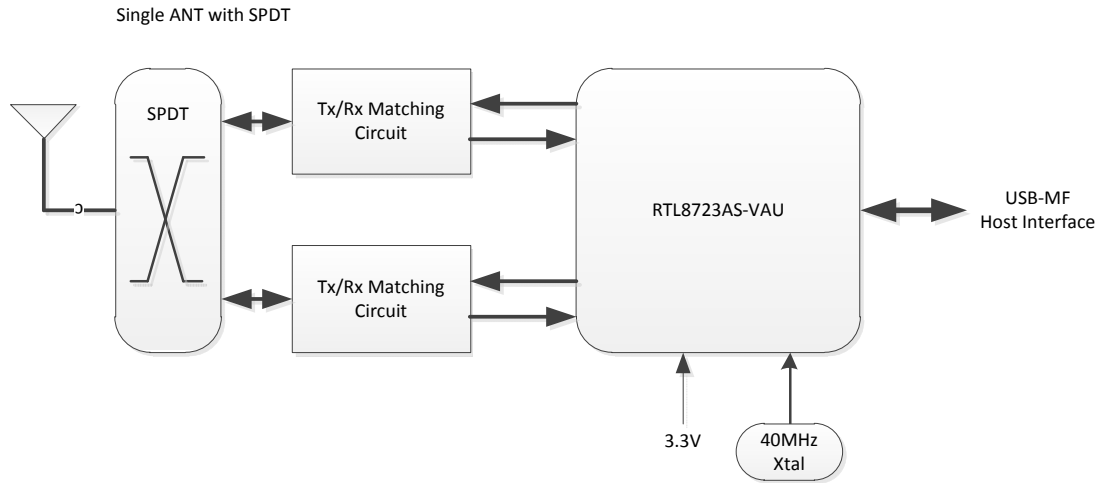 Single ANT with SPDT
SPDT
Tx/Rx Matching
Circuit
RTL8723AS-VAU
USB-MF
Host Interface
Tx/Rx Matching
Circuit
3.3V
40MHz
Xtal